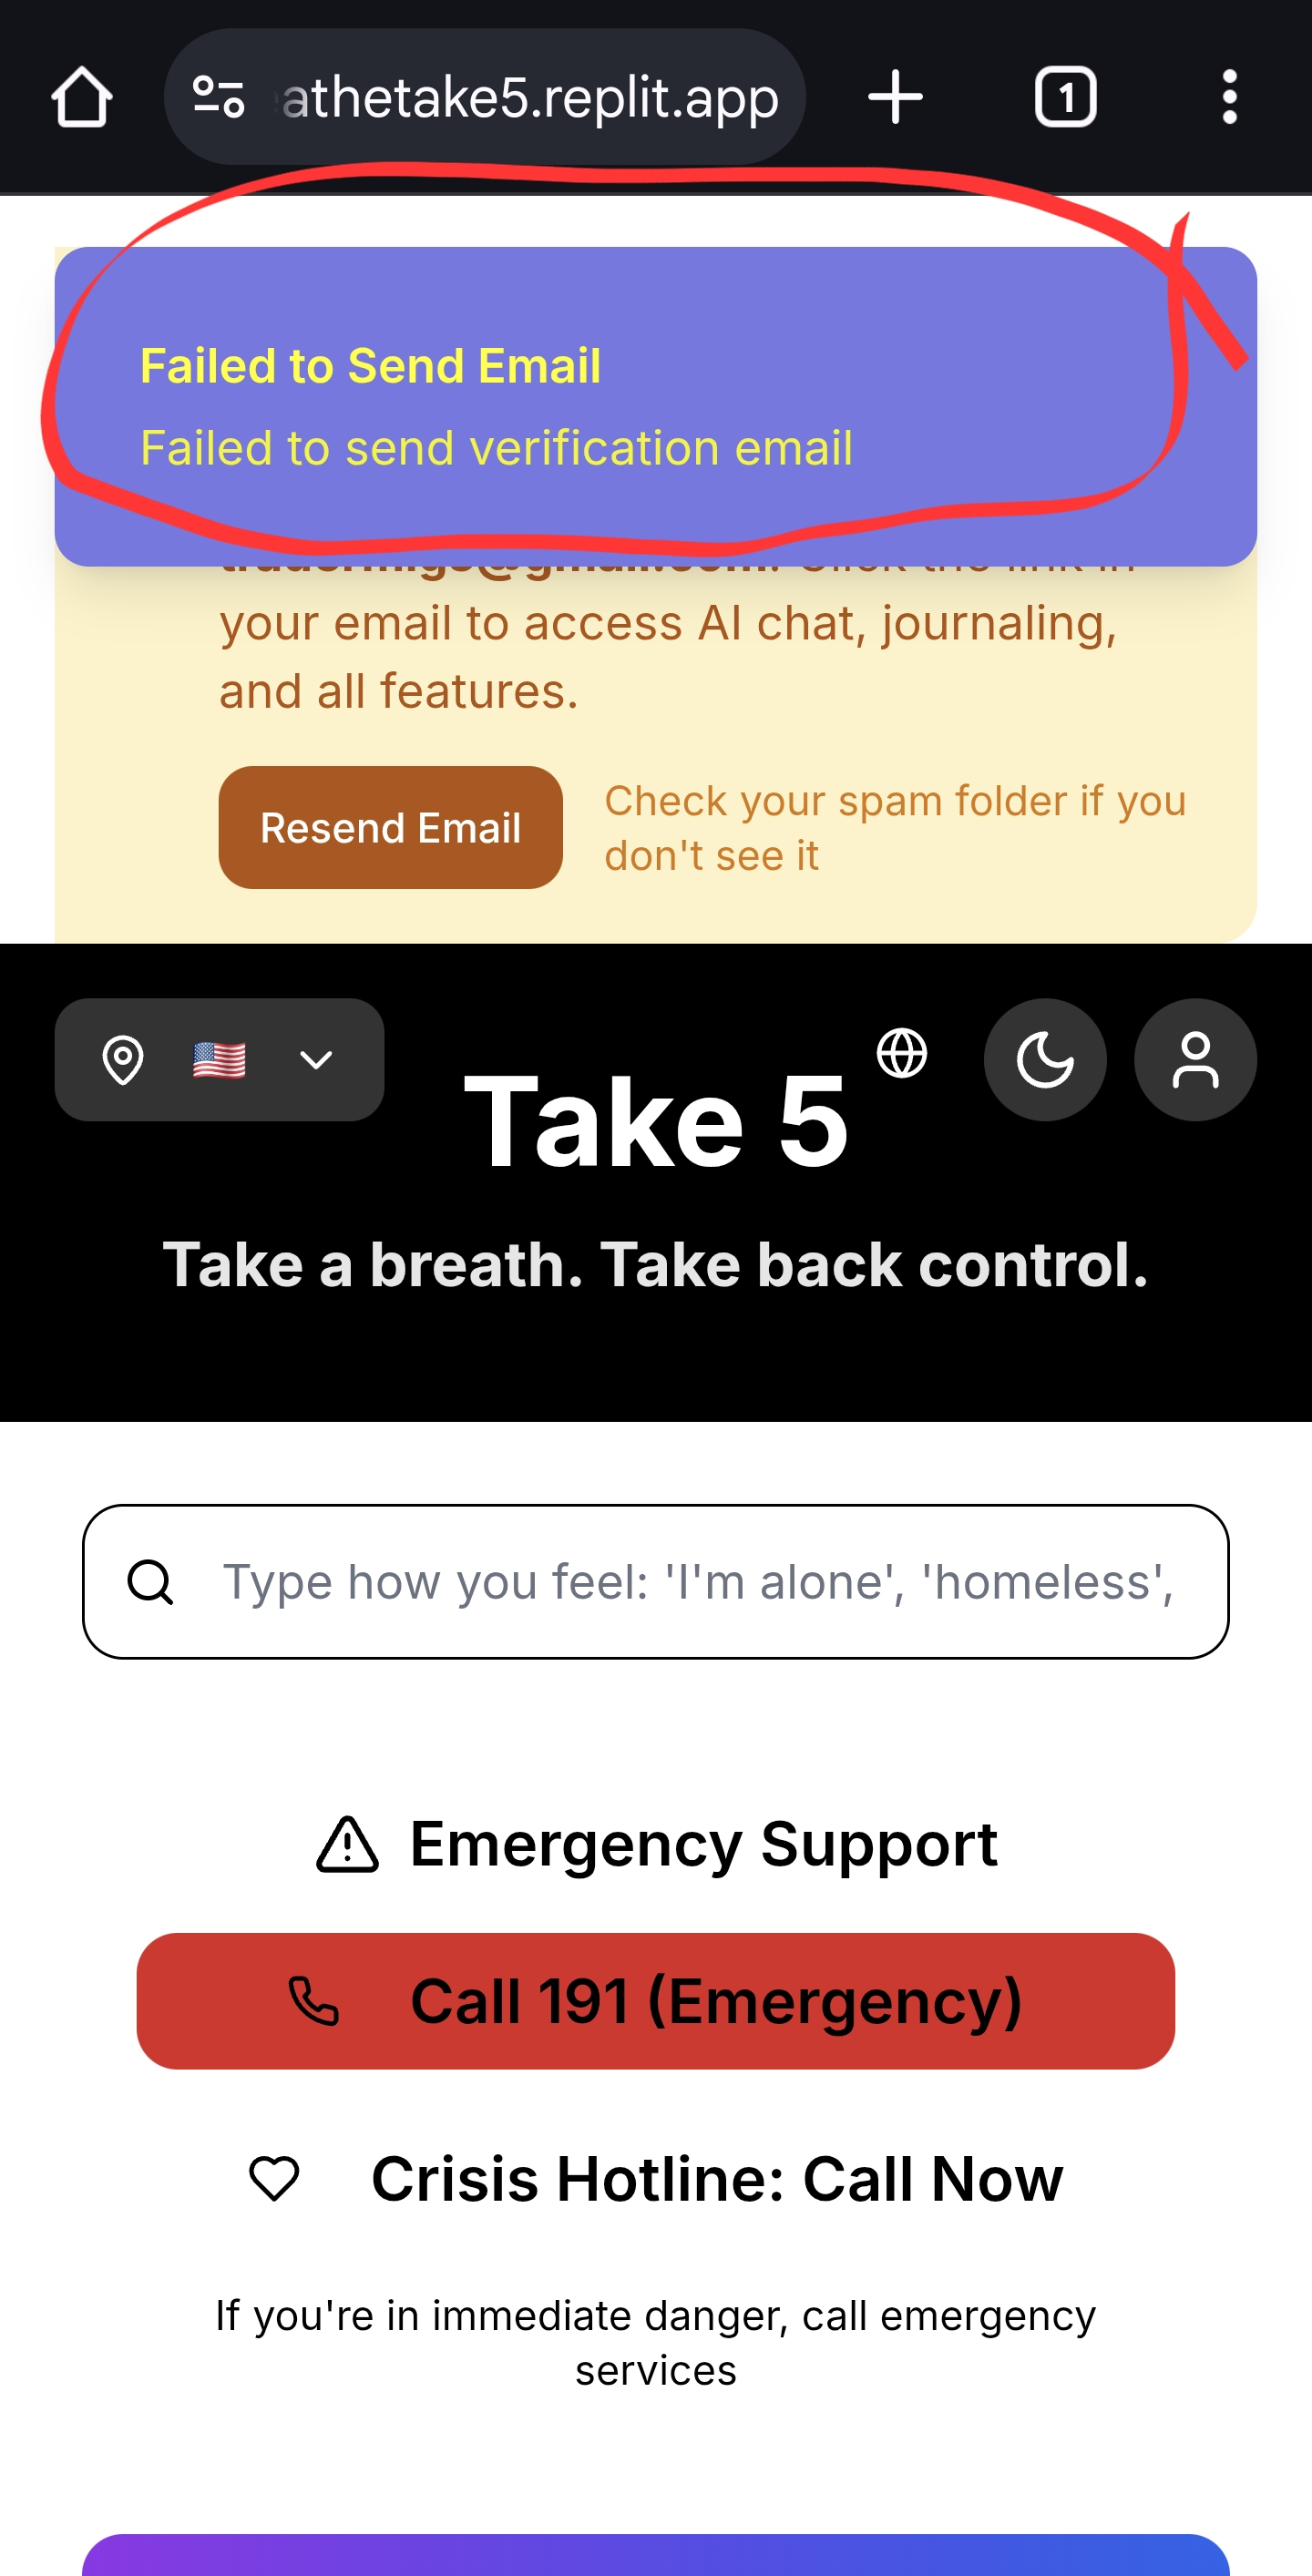 athetake5.replit.app
1
Failed to Send Email
Failed to send verification email
your email to access AI chat, journaling,
and all features.
Resend Email
Check your spam folder if you
don't see it
Take 5
Take a breath. Take back control.
Type how you feel: 'I'm alone', 'homeless',
Emergency Support
Call 191 (Emergency)
Crisis Hotline: Call Now
If you're in immediate danger, call emergency
services